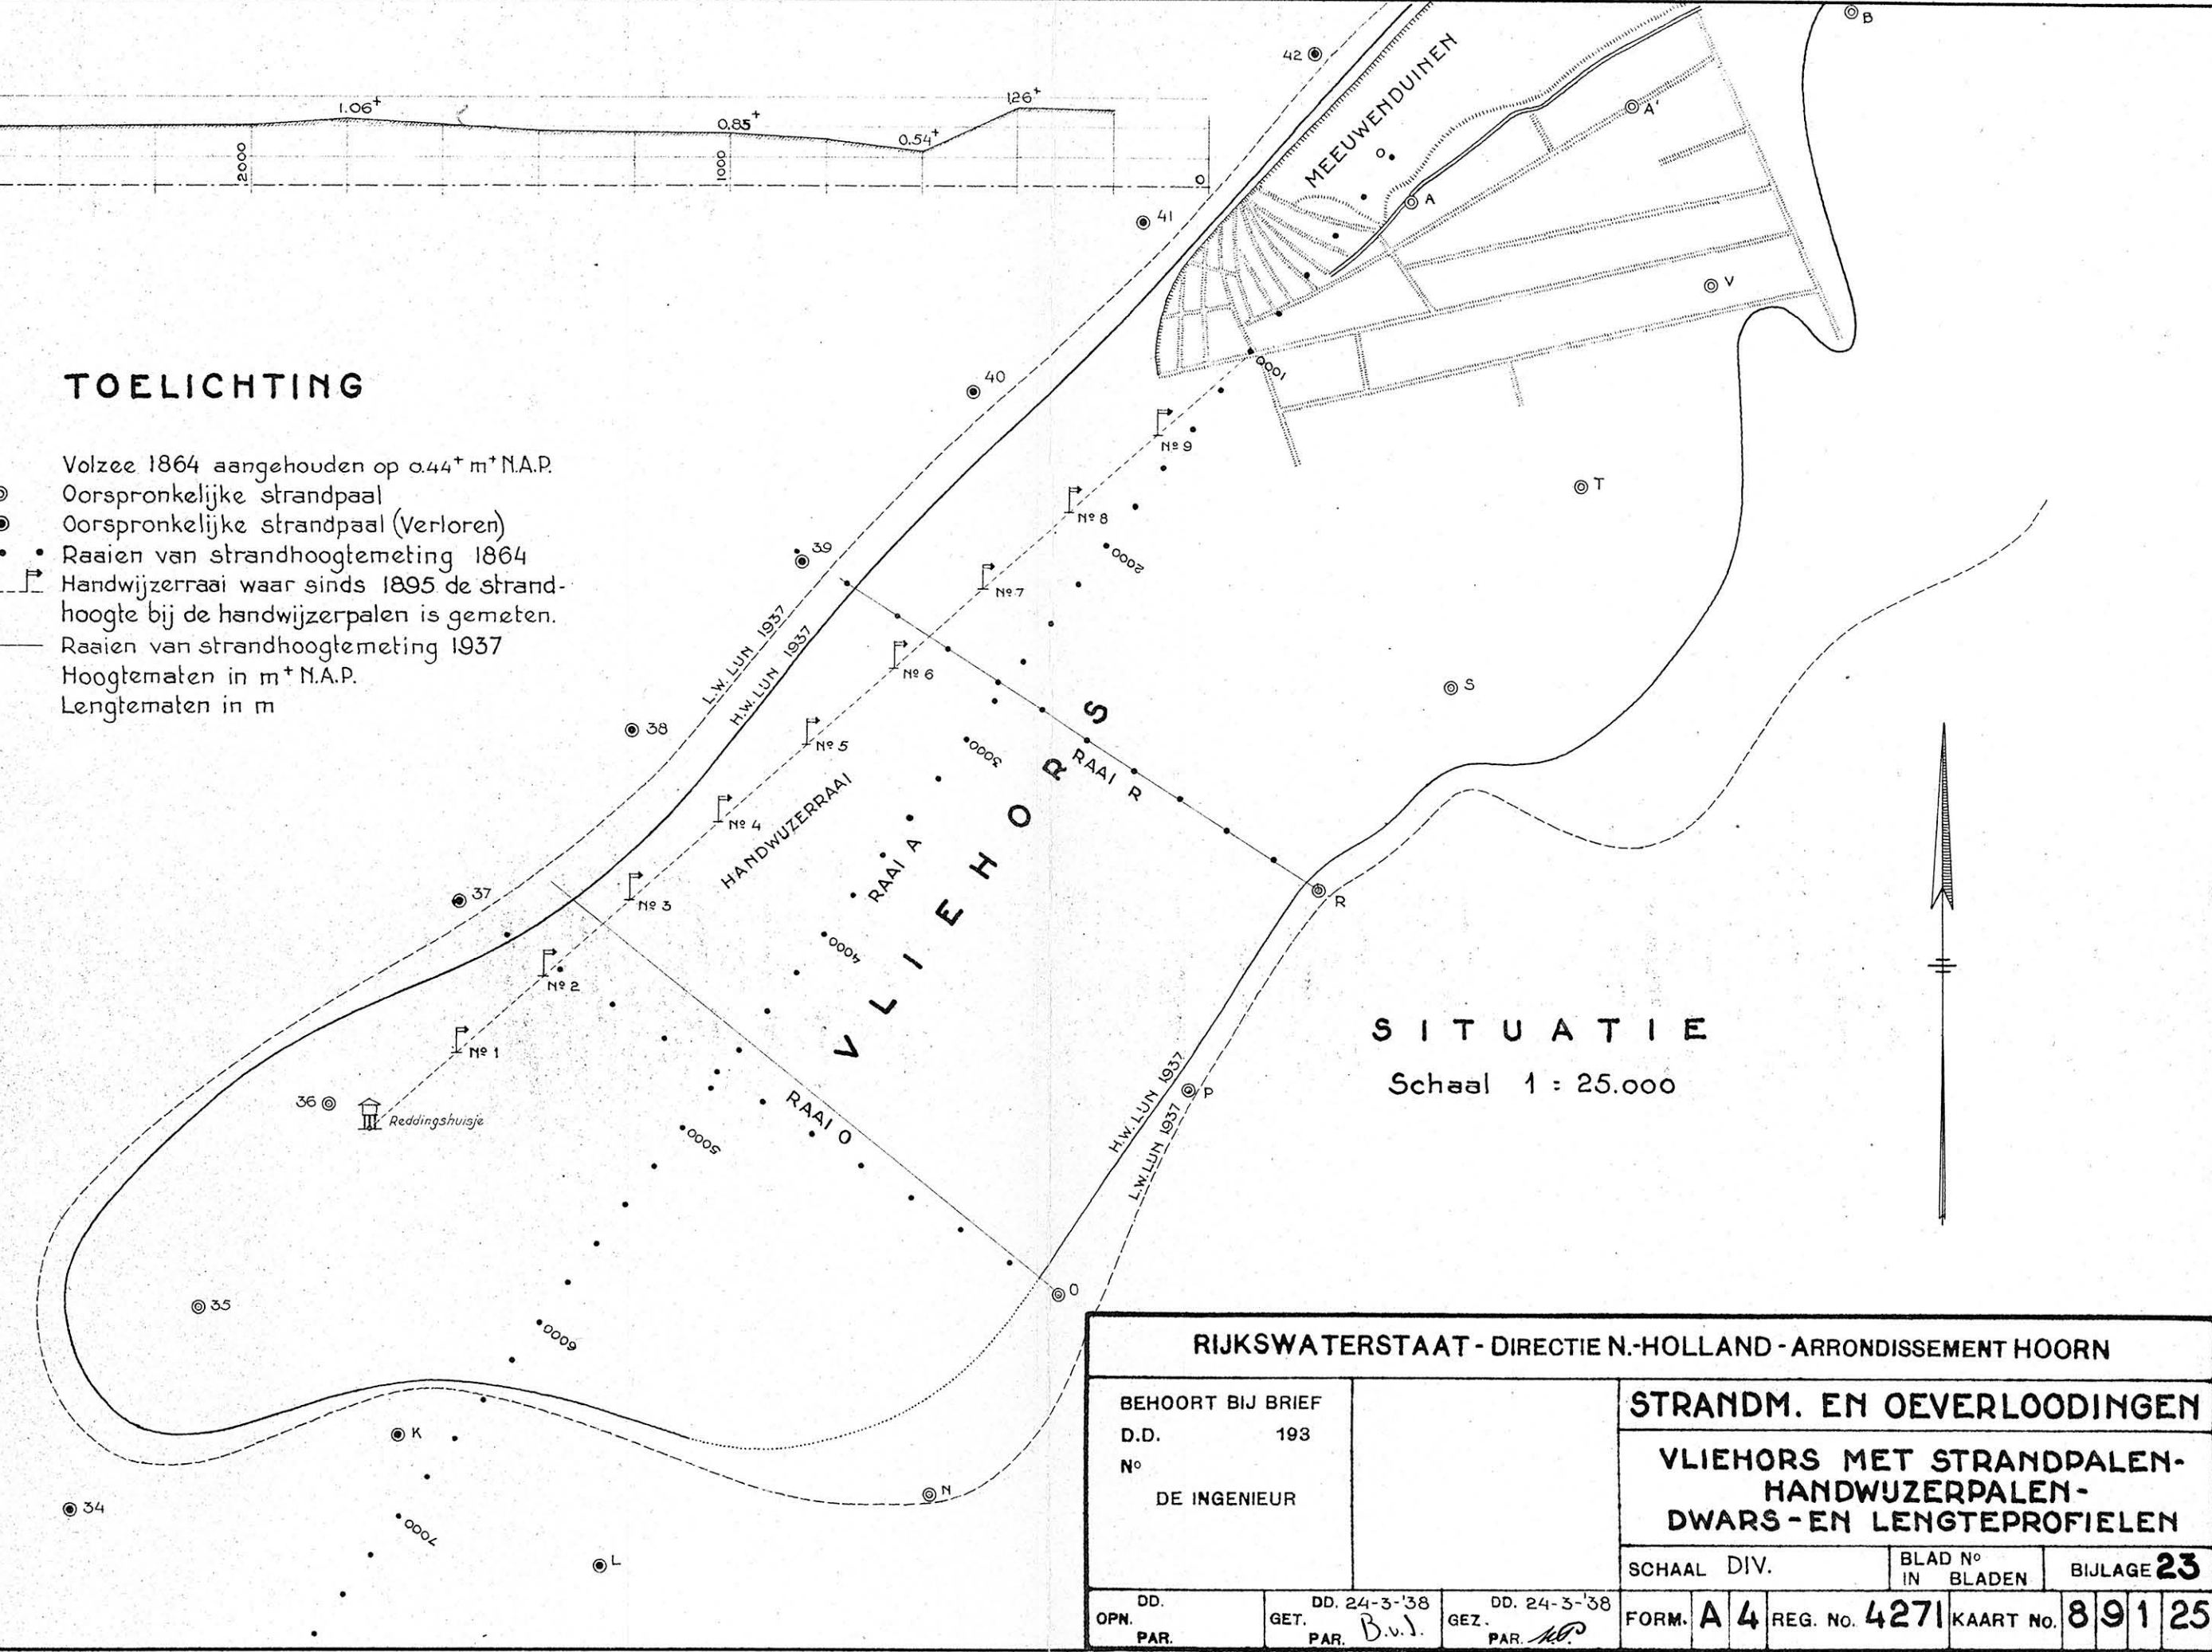 42
B
MEEUWENDUINEN
A'
1.06+
0.85+
0.54+
126+
2000
1000
0
41
0
A
V
TOELICHTING
40
1000
Volzee 1864 aangehouden op 0.44+ m+ N.A.P.
Oorspronkelijke strandpaal
Oorspronkelijke strandpaal (Verloren)
Raaien van strandhoogtemeting 1864
Handwijzerraai waar sinds 1895 de strand-
hoogte bij de handwijzerpalen is gemeten.
Raaien van strandhoogtemeting 1937
Hoogtematen in m+ N.A.P.
Lengtematen in m
Nº 9
T
Nº 8
39
2000
Nº 7
L.W. LIJN 1937
H.W. LIJN 1937
Nº 6
S
38
Nº 5
3000
RAAI R
Nº 4
HANDWIJZERRAAI
RAAI A
VLIEHORS
37
Nº 3
R
4000
Nº 2
SITUATIE
Schaal 1 : 25.000
Nº 1
36
Reddingshuisje
H.W. LIJN 1937
P
L.W. LIJN 1937
RAAI O
5000
O
35
6000
K
N
34
7000
L
RIJKSWATERSTAAT - DIRECTIE N.-HOLLAND - ARRONDISSEMENT HOORN
BEHOORT BIJ BRIEF
D.D. 193
Nº
DE INGENIEUR
STRANDM. EN OEVERLOODINGEN
VLIEHORS MET STRANDPALEN-
HANDWIJZERPALEN-
DWARS-EN LENGTEPROFIELEN
SCHAAL DIV.
BLAD Nº
IN BLADEN
BIJLAGE 23
DD.
OPN.
PAR.
DD. 24-3-'38
GET.
PAR. B.v.J.
DD. 24-3-'38
GEZ.
PAR.
FORM. A 4 REG. No. 4271 KAART No. 8 9 1 25